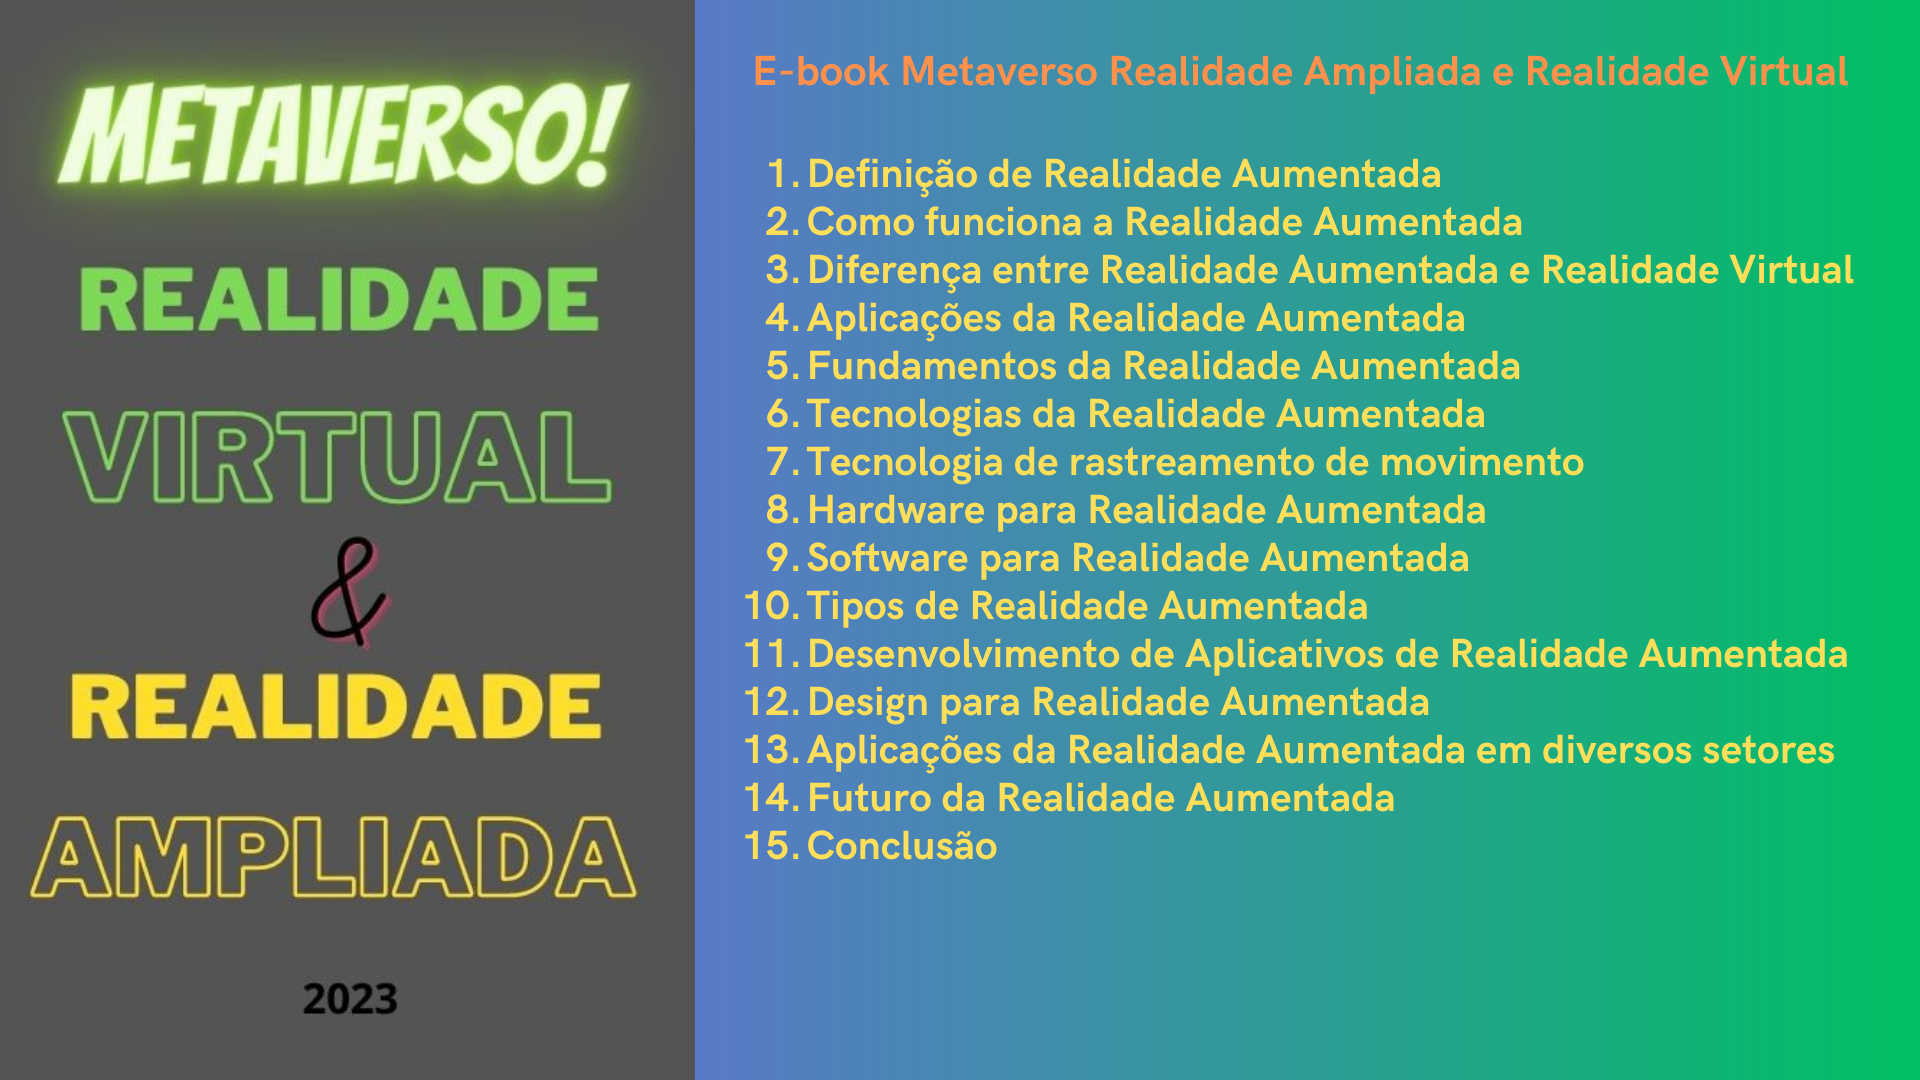 METAVERSO!
REALIDADE
VIRTUAL
&
REALIDADE
AMPLIADA
2023
E-book Metaverso Realidade Ampliada e Realidade Virtual
1. Definição de Realidade Aumentada
2. Como funciona a Realidade Aumentada
3. Diferença entre Realidade Aumentada e Realidade Virtual
4. Aplicações da Realidade Aumentada
5. Fundamentos da Realidade Aumentada
6. Tecnologias da Realidade Aumentada
7. Tecnologia de rastreamento de movimento
8. Hardware para Realidade Aumentada
9. Software para Realidade Aumentada
10. Tipos de Realidade Aumentada
11. Desenvolvimento de Aplicativos de Realidade Aumentada
12. Design para Realidade Aumentada
13. Aplicações da Realidade Aumentada em diversos setores
14. Futuro da Realidade Aumentada
15. Conclusão